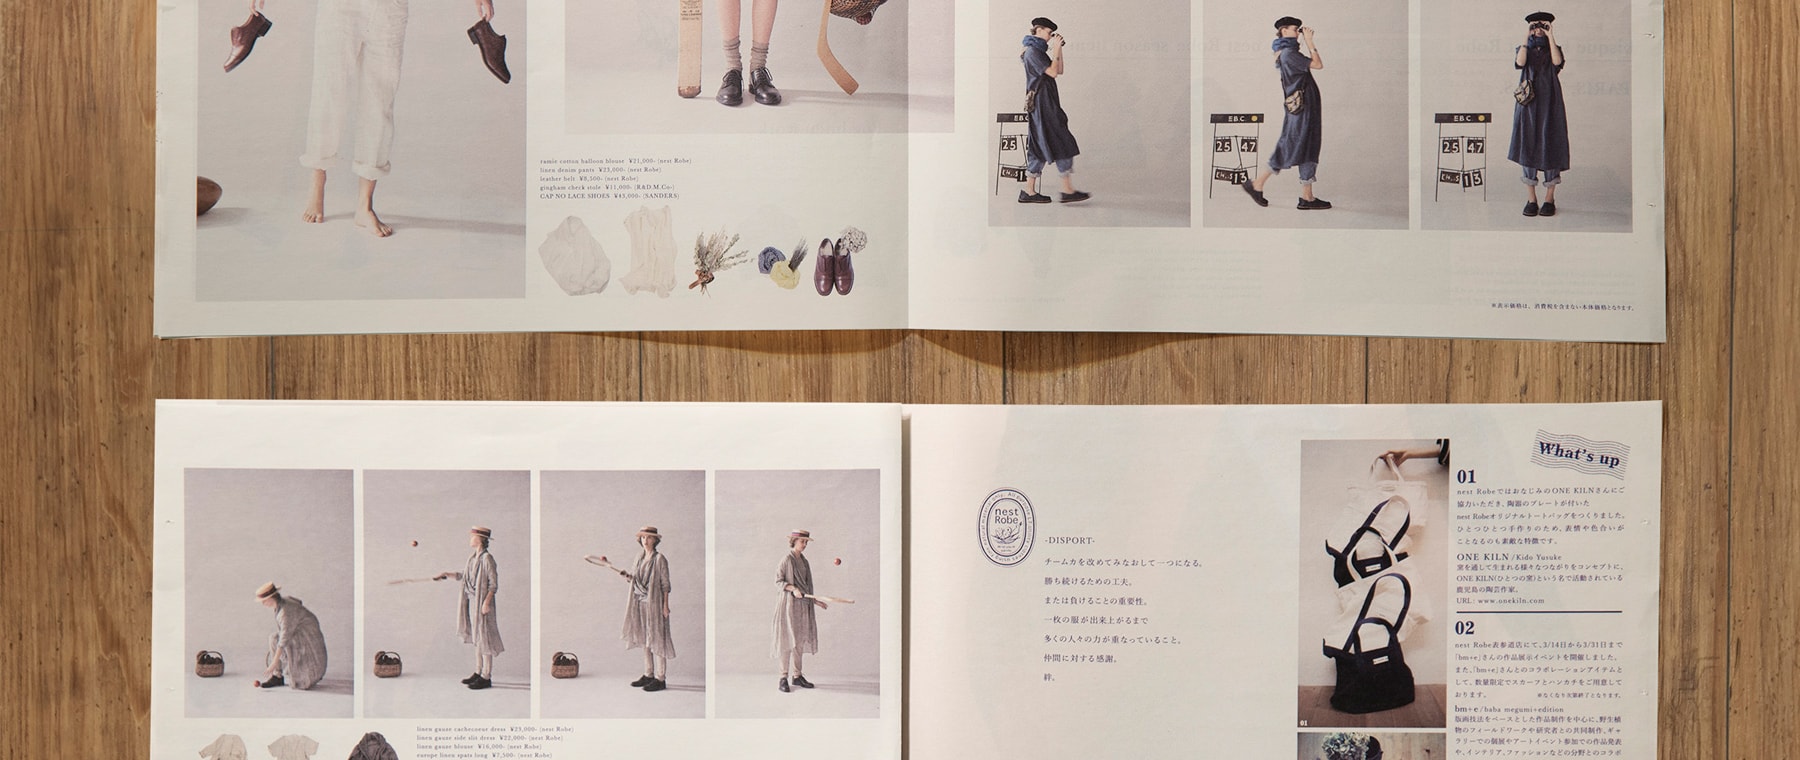 E.B.C.
25
13
E.B.C.
25 47
13
E.B.C.
25 47
13
ramie cotton balloon blouse ¥21,000- (nest Robe)
linen denim pants ¥23,000- (nest Robe)
leather belt ¥8,500- (nest Robe)
gingham check stole ¥11,000- (R&D.M.Co-)
CAP NO LACE SHOES ¥43,000- (SANDERS)
※表示価格は、消費税を含まない本体価格となります。
linen gauze cachecoeur dress ¥23,000- (nest Robe)
linen gauze side slit dress ¥22,000- (nest Robe)
linen gauze blouse ¥16,000- (nest Robe)
europe linen spats long ¥7,500- (nest Robe)
nest
Robe
-DISPORT-
チーム力を改めてみなおして一つになる。
勝ち続けるための工夫。
または負けることの重要性。
一枚の服が出来上がるまで
多くの人々の力が重なっていること。
仲間に対する感謝。
絆。
What's up
01
nest RobeではおなじみのONE KILNさんにご
協力いただき、陶器のプレートが付いた
nest Robeオリジナルトートバッグをつくりました。
ひとつひとつ手作りのため、表情や色合いが
ことなるのも素敵な特徴です。
ONE KILN /Kido Yusuke
窯を通して生まれる様々なつながりをコンセプトに、
ONE KILN(ひとつの窯)という名で活動されている
鹿児島の陶芸作家。
URL: www.onekiln.com
01
02
nest Robe表参道店にて、3/14日から3/31日まで
「bm+e」さんの作品展示イベントを開催しました。
また、「bm+e」さんとのコラボレーションアイテムと
して、数量限定でスカーフとハンカチをご用意して
おります。 ※なくなり次第終了となります。
bm+e /baba megumi+edition
版画技法をベースとした作品制作を中心に、野生植
物のフィールドワークや研究者との共同制作、ギャ
ラリーでの個展やアートイベント参加での作品発表
や、インテリア、ファッションなどの分野とのコラボ